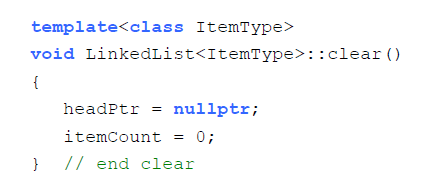 template<class ItemType>
void LinkedList<ItemType>::clear()
{
   headPtr = nullptr;
   itemCount = 0;
}  // end clear